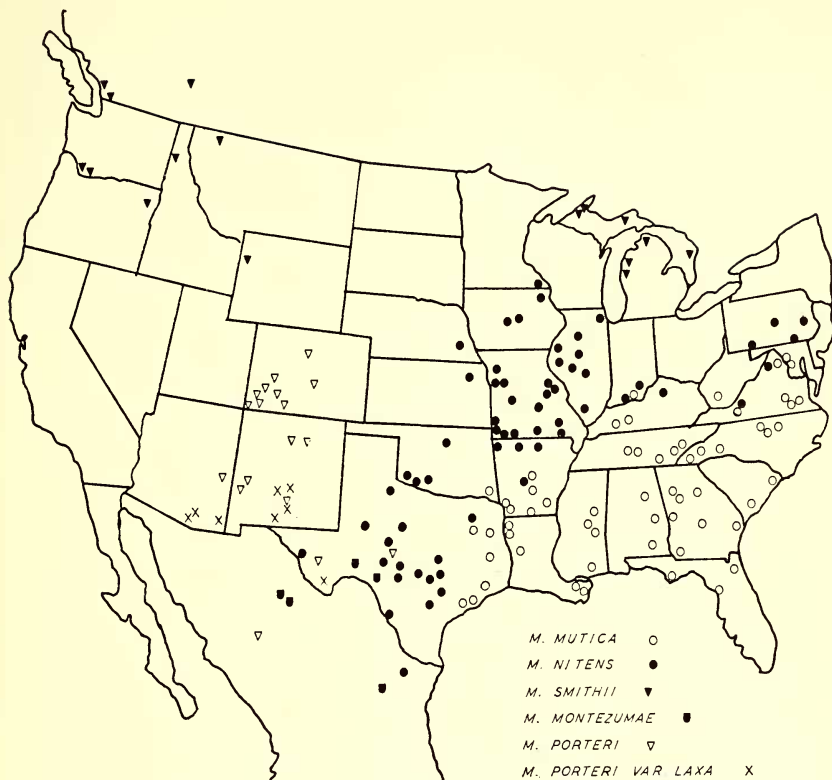 M. MUTICA
M. NITENS
M. SMITHII
M. MONTEZUMAE
M. PORTERI
M. PORTERI VAR LAXA